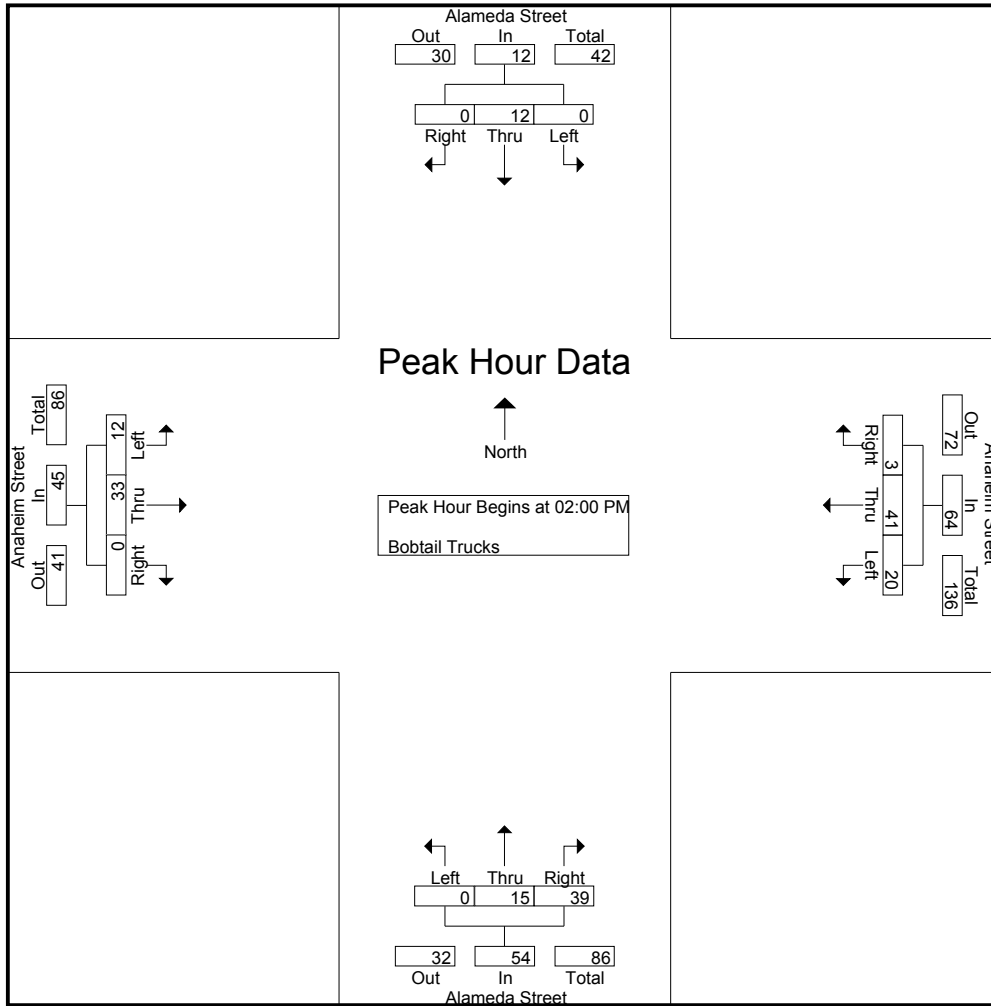 Alameda Street
Out In Total
30 12 42
0 12 0
Right Thru Left
Peak Hour Data
North
Peak Hour Begins at 02:00 PM
Bobtail Trucks
Anaheim Street
Total In Out
86 45 41
12 33 0
Left Thru Right
Right Thru Left
3 41 20
Out In Total
72 64 136
Anaheim Street
Left Thru Right
0 15 39
32 54 86
Out In Total
Alameda Street